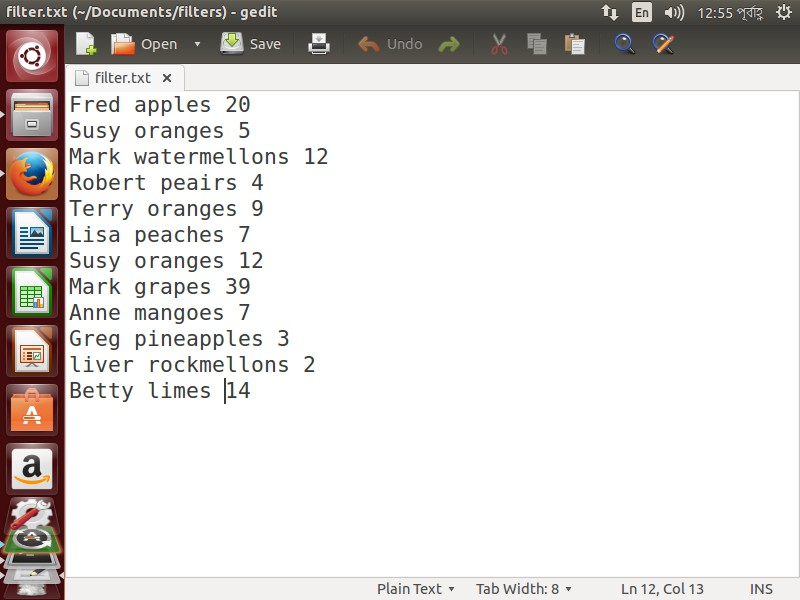 filter.txt (~/Documents/filters) - gedit
En
12:55 পূর্বাহ্ণ
Open
Save
Undo
filter.txt
Fred apples 20
Susy oranges 5
Mark watermellons 12
Robert peairs 4
Terry oranges 9
Lisa peaches 7
Susy oranges 12
Mark grapes 39
Anne mangoes 7
Greg pineapples 3
liver rockmellons 2
Betty limes 14
Plain Text
Tab Width: 8
Ln 12, Col 13
INS